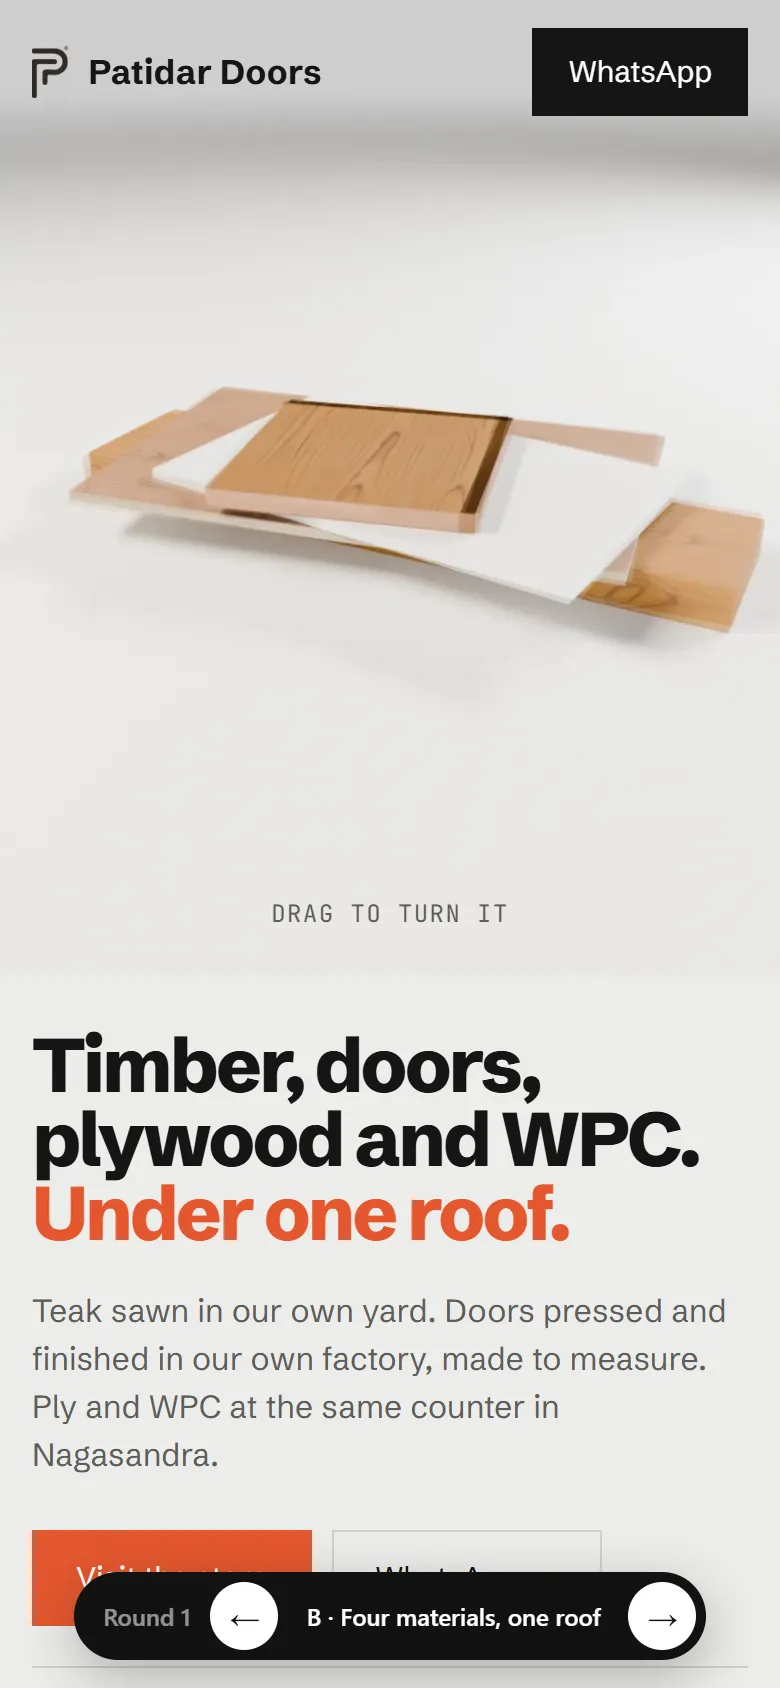 Patidar Doors
WhatsApp
DRAG TO TURN IT
Timber, doors,
plywood and WPC.
Under one roof.
Teak sawn in our own yard. Doors pressed and
finished in our own factory, made to measure.
Ply and WPC at the same counter in
Nagasandra.
Round 1 ← B · Four materials, one roof →